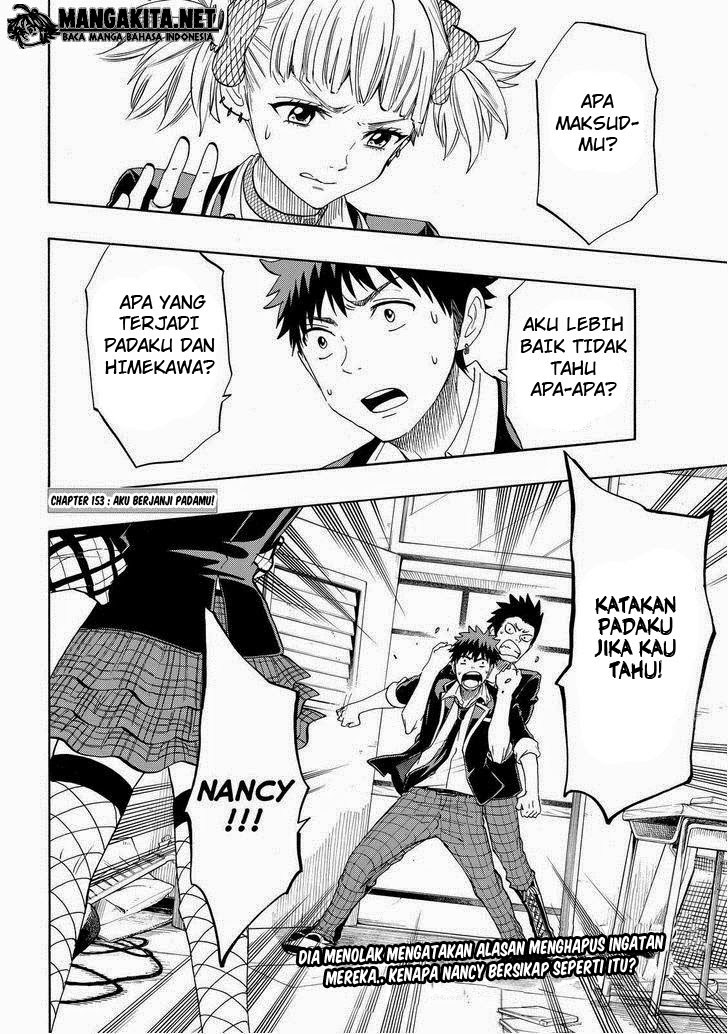 MANGAKITA.NET
BACA MANGA BAHASA INDONESIA
APA
MAKSUD-
MU?
APA YANG
TERJADI
PADAKU DAN
HIMEKAWA?
AKU LEBIH
BAIK TIDAK
TAHU
APA-APA?
CHAPTER 153 : AKU BERJANJI PADAMU!
KATAKAN
PADAKU
JIKA KAU
TAHU!
NANCY
!!!
DIA MENOLAK MENGATAKAN ALASAN MENGHAPUS INGATAN
MEREKA.. KENAPA NANCY BERSIKAP SEPERTI ITU?